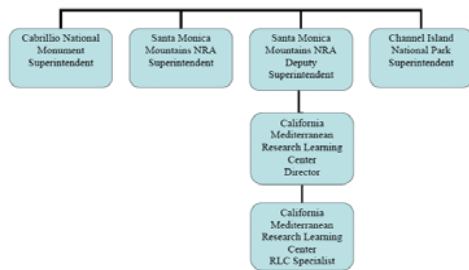 Cabrillio National
Monument
Superintendent
Santa Monica
Mountains NRA
Superintendent
Santa Monica
Mountains NRA
Deputy
Superintendent
Channel Island
National Park
Superintendent
California
Mediterranean
Research Learning
Center
Director
California
Mediterranean
Research Learning
Center
RLC Specialist